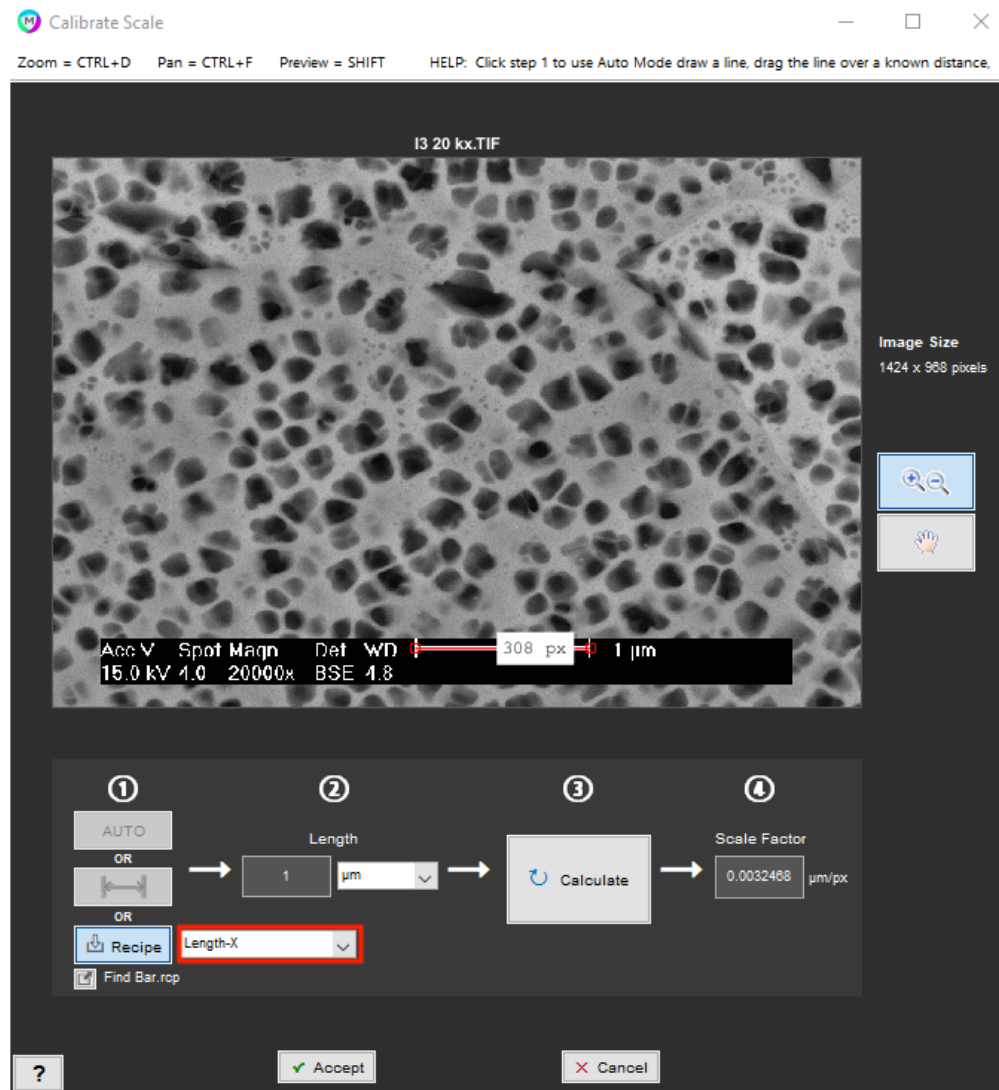 Calibrate Scale
Zoom = CTRL+D Pan = CTRL+F Preview = SHIFT HELP: Click step 1 to use Auto Mode draw a line, drag the line over a known distance,
I3 20 kx.TIF
Image Size
1424 x 968 pixels
Acc V Spot Magn Det WD 308 px 1 µm
15.0 kV 4.0 20000x BSE 4.8
1 2 3 4
AUTO
OR
OR
Recipe
Length-X
Find Bar.rcp
Length
1 µm
Calculate
Scale Factor
0.0032468 µm/px
? Accept Cancel